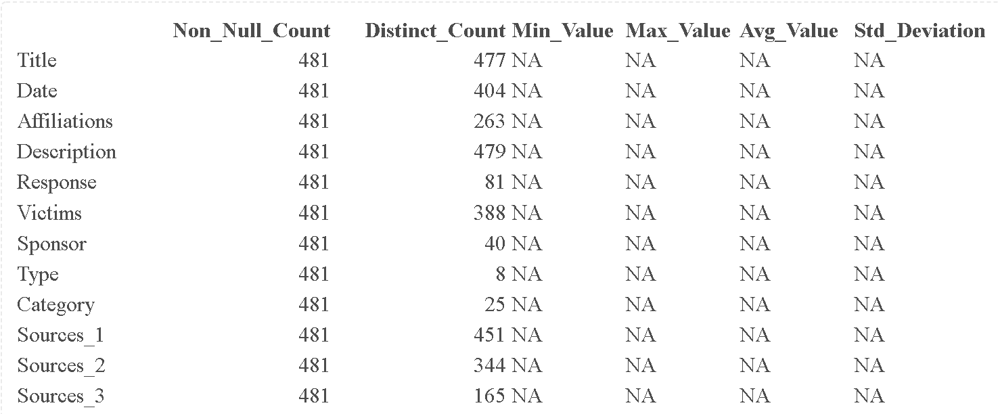 Non_Null_Count Distinct_Count Min_Value Max_Value Avg_Value Std_Deviation
Title 481 477 NA NA NA NA
Date 481 404 NA NA NA NA
Affiliations 481 263 NA NA NA NA
Description 481 479 NA NA NA NA
Response 481 81 NA NA NA NA
Victims 481 388 NA NA NA NA
Sponsor 481 40 NA NA NA NA
Type 481 8 NA NA NA NA
Category 481 25 NA NA NA NA
Sources_1 481 451 NA NA NA NA
Sources_2 481 344 NA NA NA NA
Sources_3 481 165 NA NA NA NA